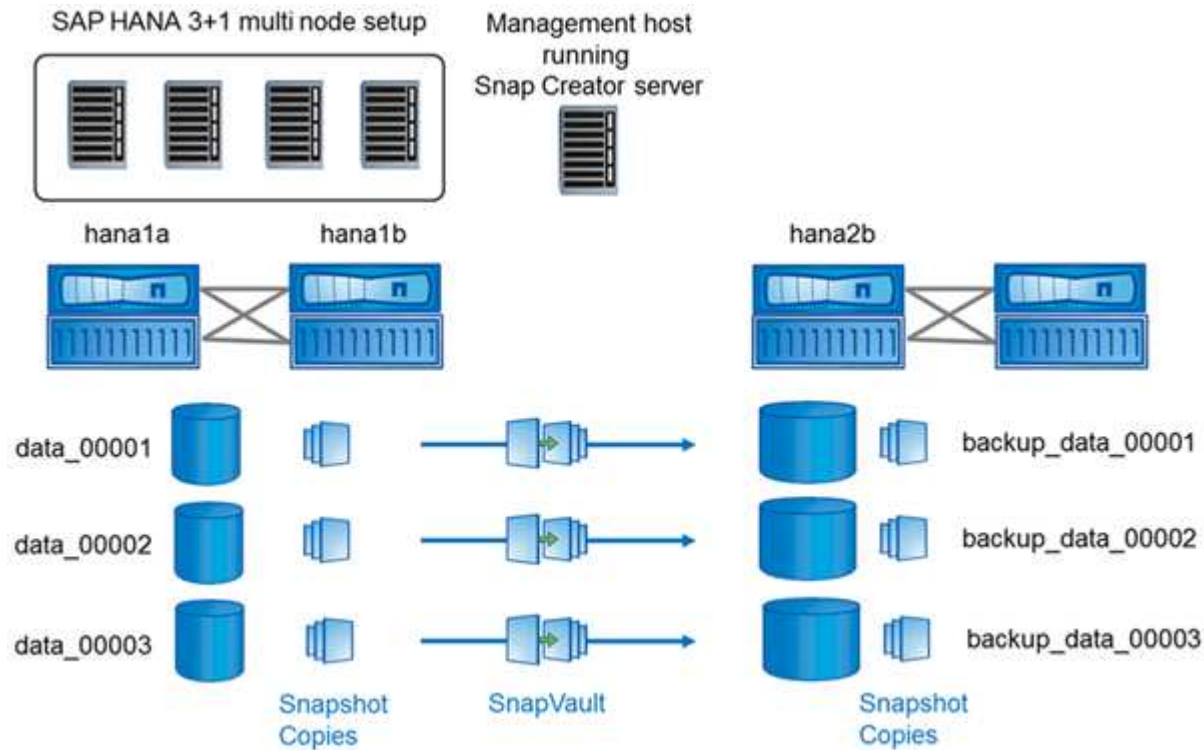 SAP HANA 3+1 multi node setup
Management host
running
Snap Creator server
hana1a
hana1b
hana2b
data_00001
backup_data_00001
data_00002
backup_data_00002
data_00003
backup_data_00003
Snapshot
Copies
SnapVault
Snapshot
Copies